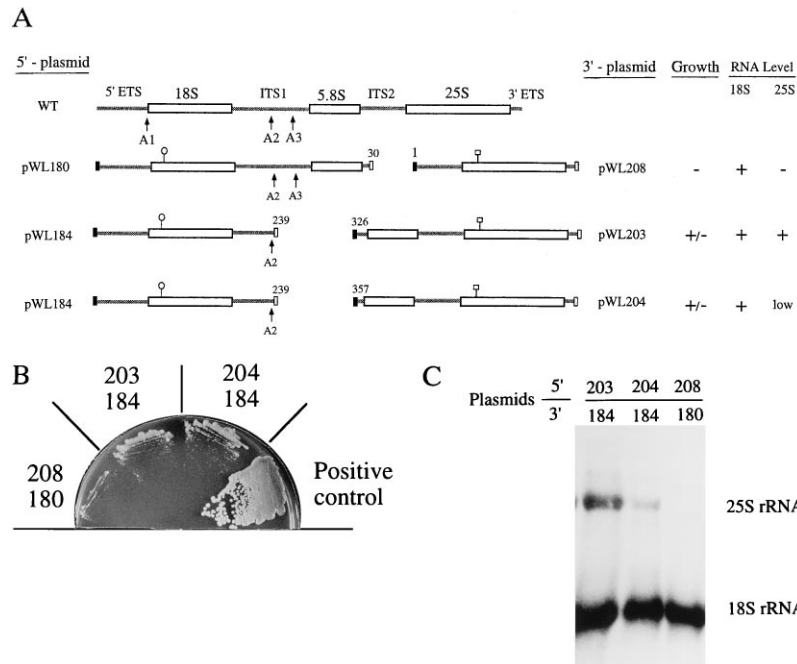 A
5' - plasmid 3' - plasmid Growth RNA Level
18S 25S
5' ETS 18S ITS1 5.8S ITS2 25S 3' ETS
WT
A1 A2 A3
pWL180 30 1 pWL208 - + -
A2 A3
pWL184 239 326 pWL203 +/- + +
A2
pWL184 239 357 pWL204 +/- + low
A2
B
203 204
184 184
208
180
Positive
control
C
Plasmids 5' 203 204 208
3' 184 184 180
25S rRNA
18S rRNA